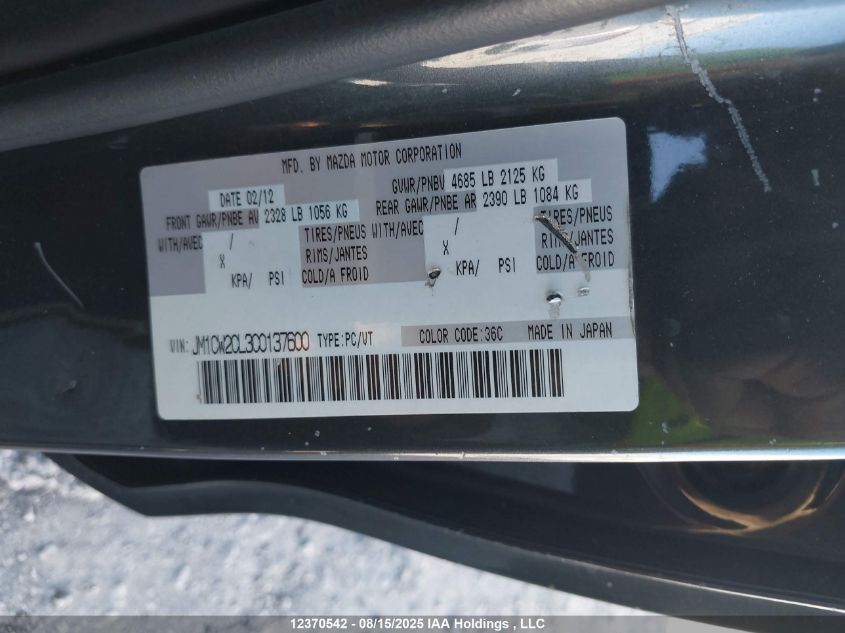 MFD. BY MAZDA MOTOR CORPORATION
DATE 02/12 GVWR/PNBV 4685 LB 2125 KG
FRONT GAWR/PNBE AV 2328 LB 1056 KG REAR GAWR/PNBE AR 2390 LB 1084 KG
WITH/AVEC / TIRES/PNEUS WITH/AVEC / TIRES/PNEUS
X RIMS/JANTES X RIMS/JANTES
KPA/ PSI COLD/A FROID KPA/ PSI COLD/A FROID
VIN: JM1CW2CL3C0137600 TYPE:PC/VT COLOR CODE:36C MADE IN JAPAN
12370542 - 08/15/2025 IAA Holdings , LLC